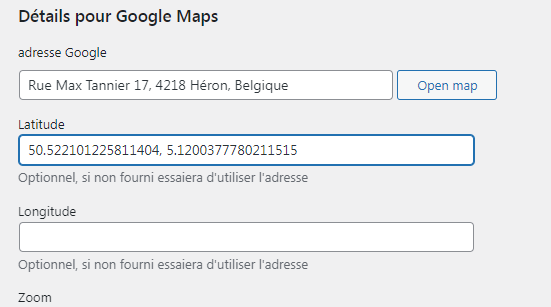 Détails pour Google Maps
adresse Google
Rue Max Tannier 17, 4218 Héron, Belgique
Open map
Latitude
50.522101225811404, 5.1200377780211515
Optionnel, si non fourni essaiera d'utiliser l'adresse
Longitude
Optionnel, si non fourni essaiera d'utiliser l'adresse
Zoom